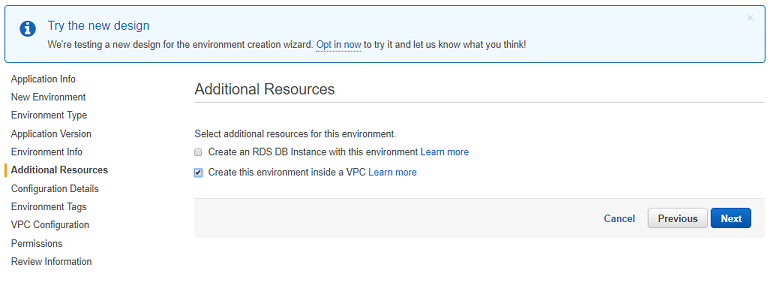 Try the new design
We're testing a new design for the environment creation wizard. Opt in now to try it and let us know what you think!
Application Info
New Environment
Environment Type
Application Version
Environment Info
Additional Resources
Configuration Details
Environment Tags
VPC Configuration
Permissions
Review Information
Additional Resources
Select additional resources for this environment.
Create an RDS DB Instance with this environment Learn more
Create this environment inside a VPC Learn more
Cancel Previous Next